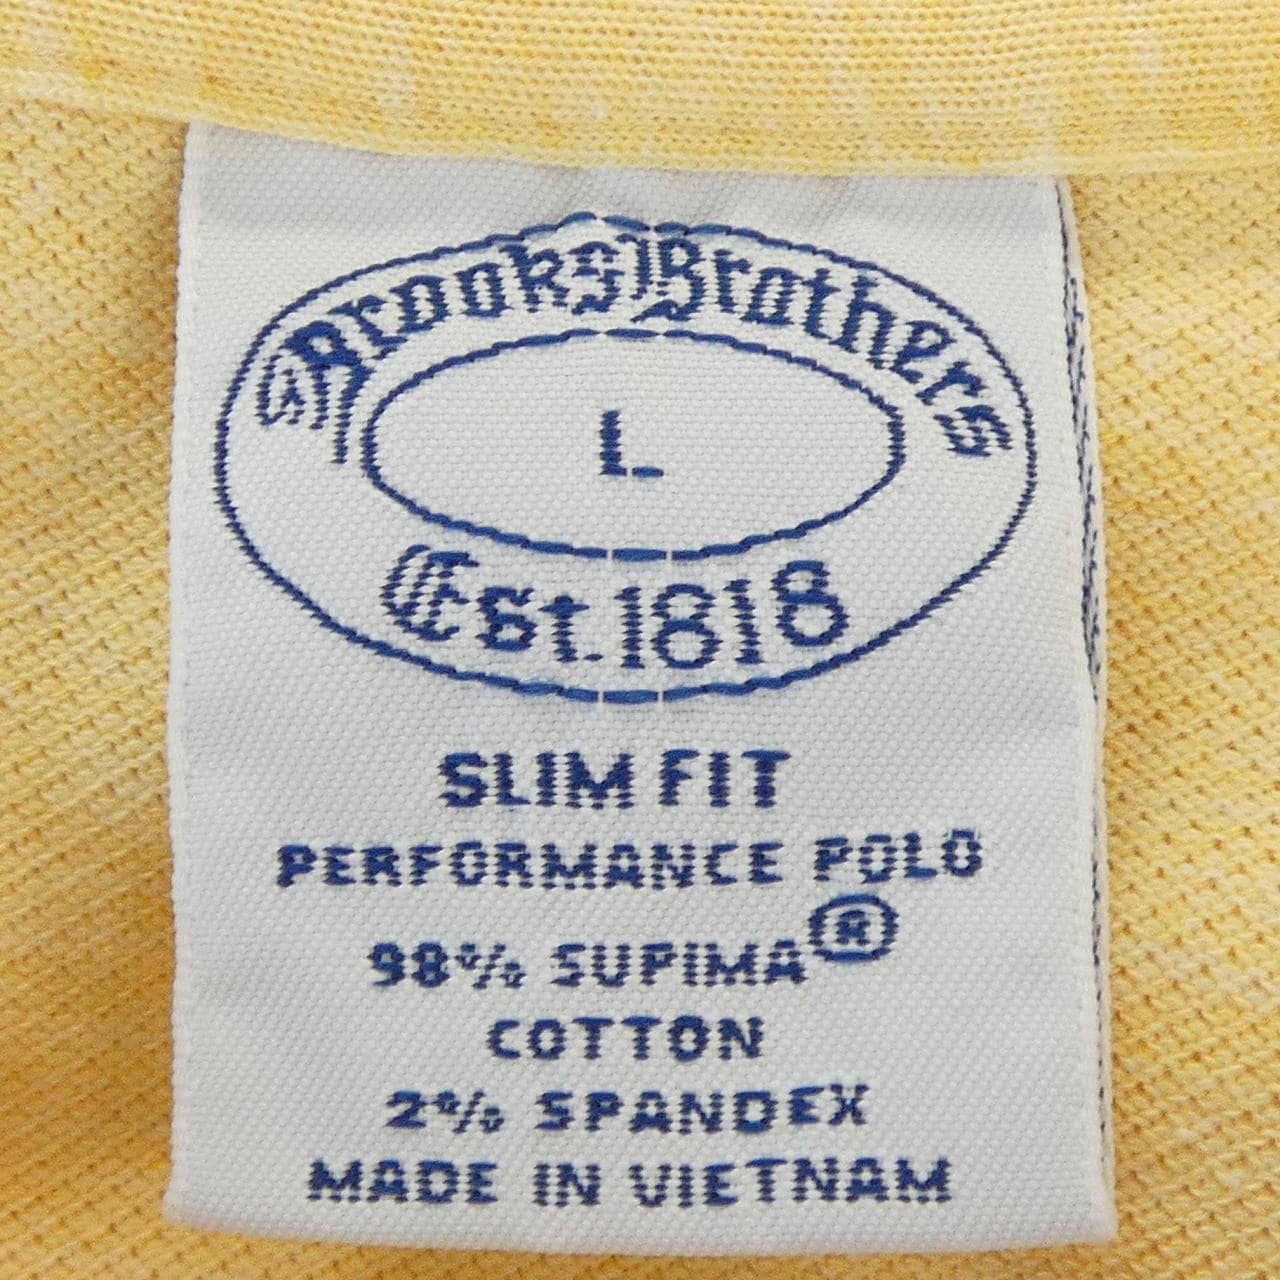 Brooks Brothers
L
Est.1818
SLIM FIT
PERFORMANCE POLO
98% SUPIMA®
COTTON
2% SPANDEX
MADE IN VIETNAM